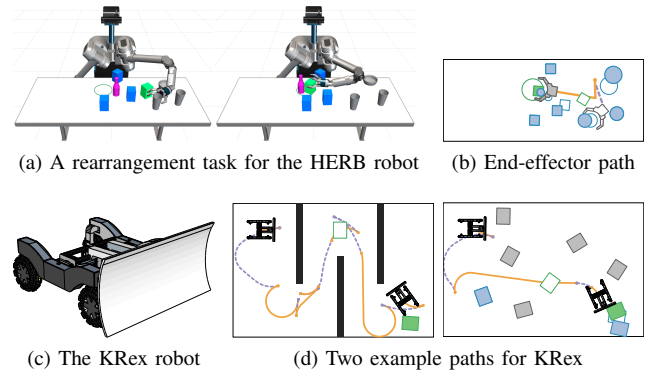 (a) A rearrangement task for the HERB robot
(b) End-effector path
(c) The KRex robot
(d) Two example paths for KRex